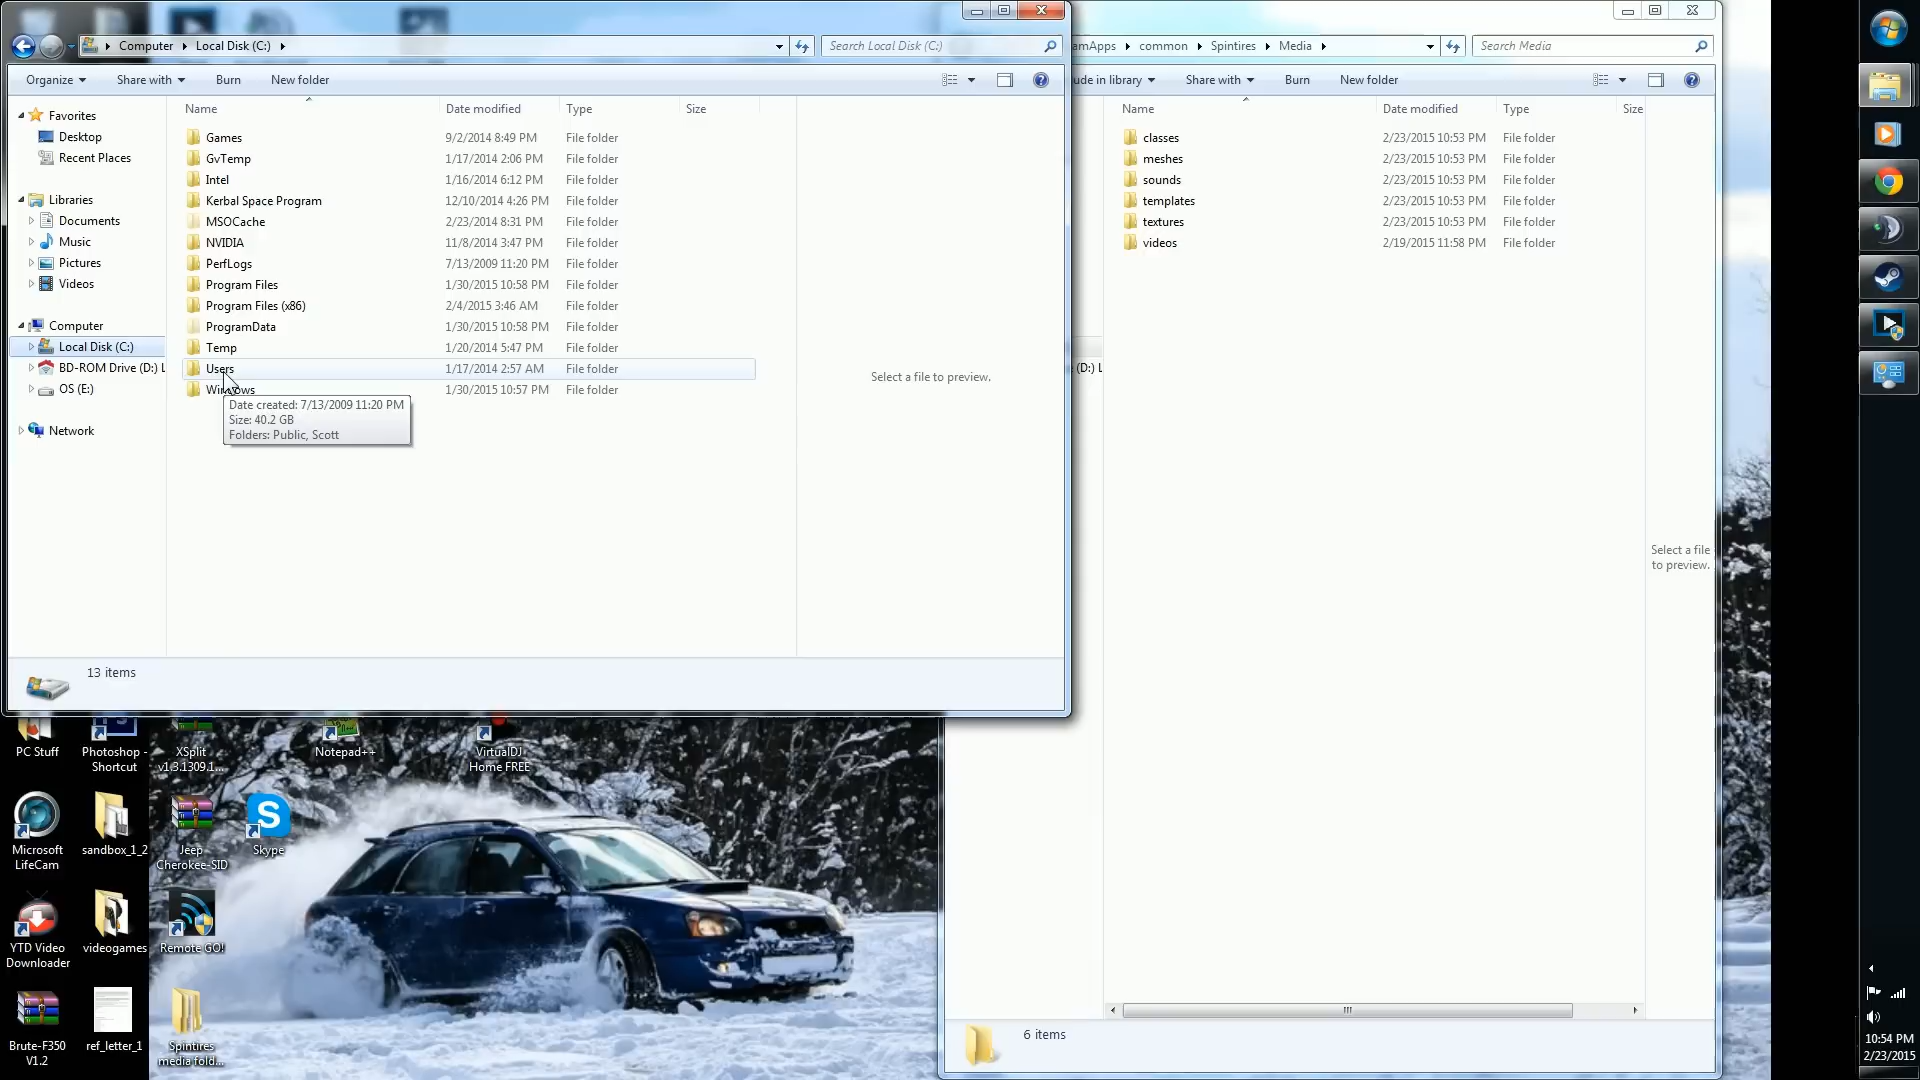 Computer
Local Disk (C:)
Search Local Disk (C:)
Organize
Share with
Burn
New folder
Favorites
Desktop
Recent Places
Libraries
Documents
Music
Pictures
Videos
Computer
Local Disk (C:)
BD-ROM Drive (D:) L
OS (E:)
Network
Name Date modified Type Size
Games 9/2/2014 8:49 PM File folder
GvTemp 1/17/2014 2:06 PM File folder
Intel 1/16/2014 6:12 PM File folder
Kerbal Space Program 12/10/2014 4:26 PM File folder
MSOCache 2/23/2014 8:31 PM File folder
NVIDIA 11/8/2014 3:47 PM File folder
PerfLogs 7/13/2009 11:20 PM File folder
Program Files 1/30/2015 10:58 PM File folder
Program Files (x86) 2/4/2015 3:46 AM File folder
ProgramData 1/30/2015 10:58 PM File folder
Temp 1/20/2014 5:47 PM File folder
Users 1/17/2014 2:57 AM File folder
Windows 1/30/2015 10:57 PM File folder
Date created: 7/13/2009 11:20 PM
Size: 40.2 GB
Folders: Public, Scott
Select a file to preview.
13 items
amApps
common
Spintires
Media
Search Media
ude in library
Share with
Burn
New folder
Name Date modified Type Size
classes 2/23/2015 10:53 PM File folder
meshes 2/23/2015 10:53 PM File folder
sounds 2/23/2015 10:53 PM File folder
templates 2/23/2015 10:53 PM File folder
textures 2/23/2015 10:53 PM File folder
videos 2/19/2015 11:58 PM File folder
(D:) L
Select a file
to preview.
6 items
PC Stuff
Photoshop -
Shortcut
XSplit
v1.3.1309.1...
Notepad++
VirtualDJ
Home FREE
Microsoft
LifeCam
sandbox_1_2
Jeep
Cherokee-SID
Skype
YTD Video
Downloader
videogames
Remote GO!
Brute-F350
V1.2
ref_letter_1
Spintires
media fold...
10:54 PM
2/23/2015